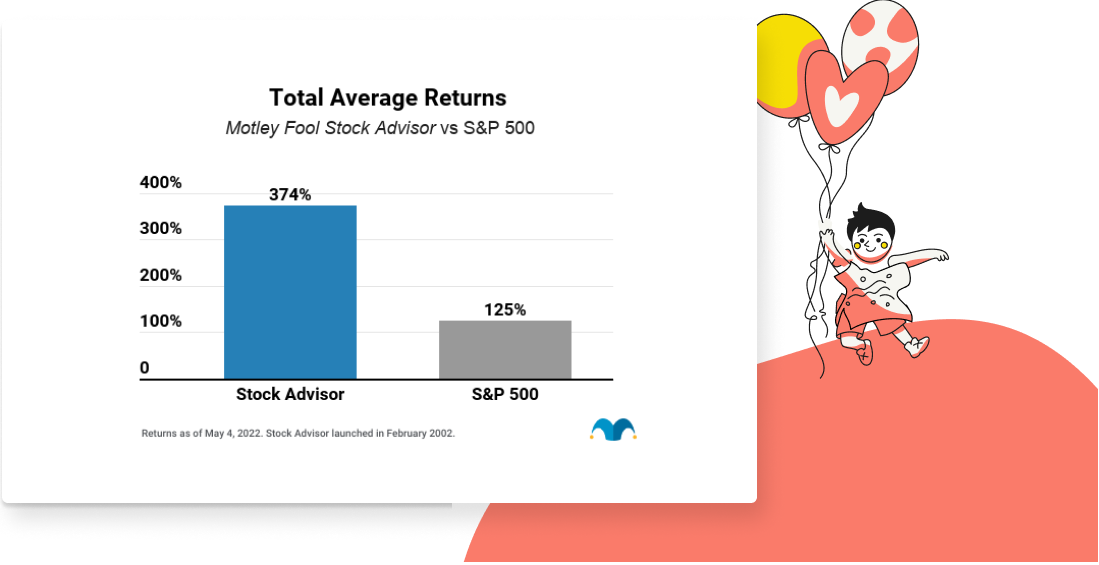 Total Average Returns
Motley Fool Stock Advisor vs S&P 500
400%
374%
300%
200%
125%
100%
0
Stock Advisor
S&P 500
Returns as of May 4, 2022. Stock Advisor launched in February 2002.